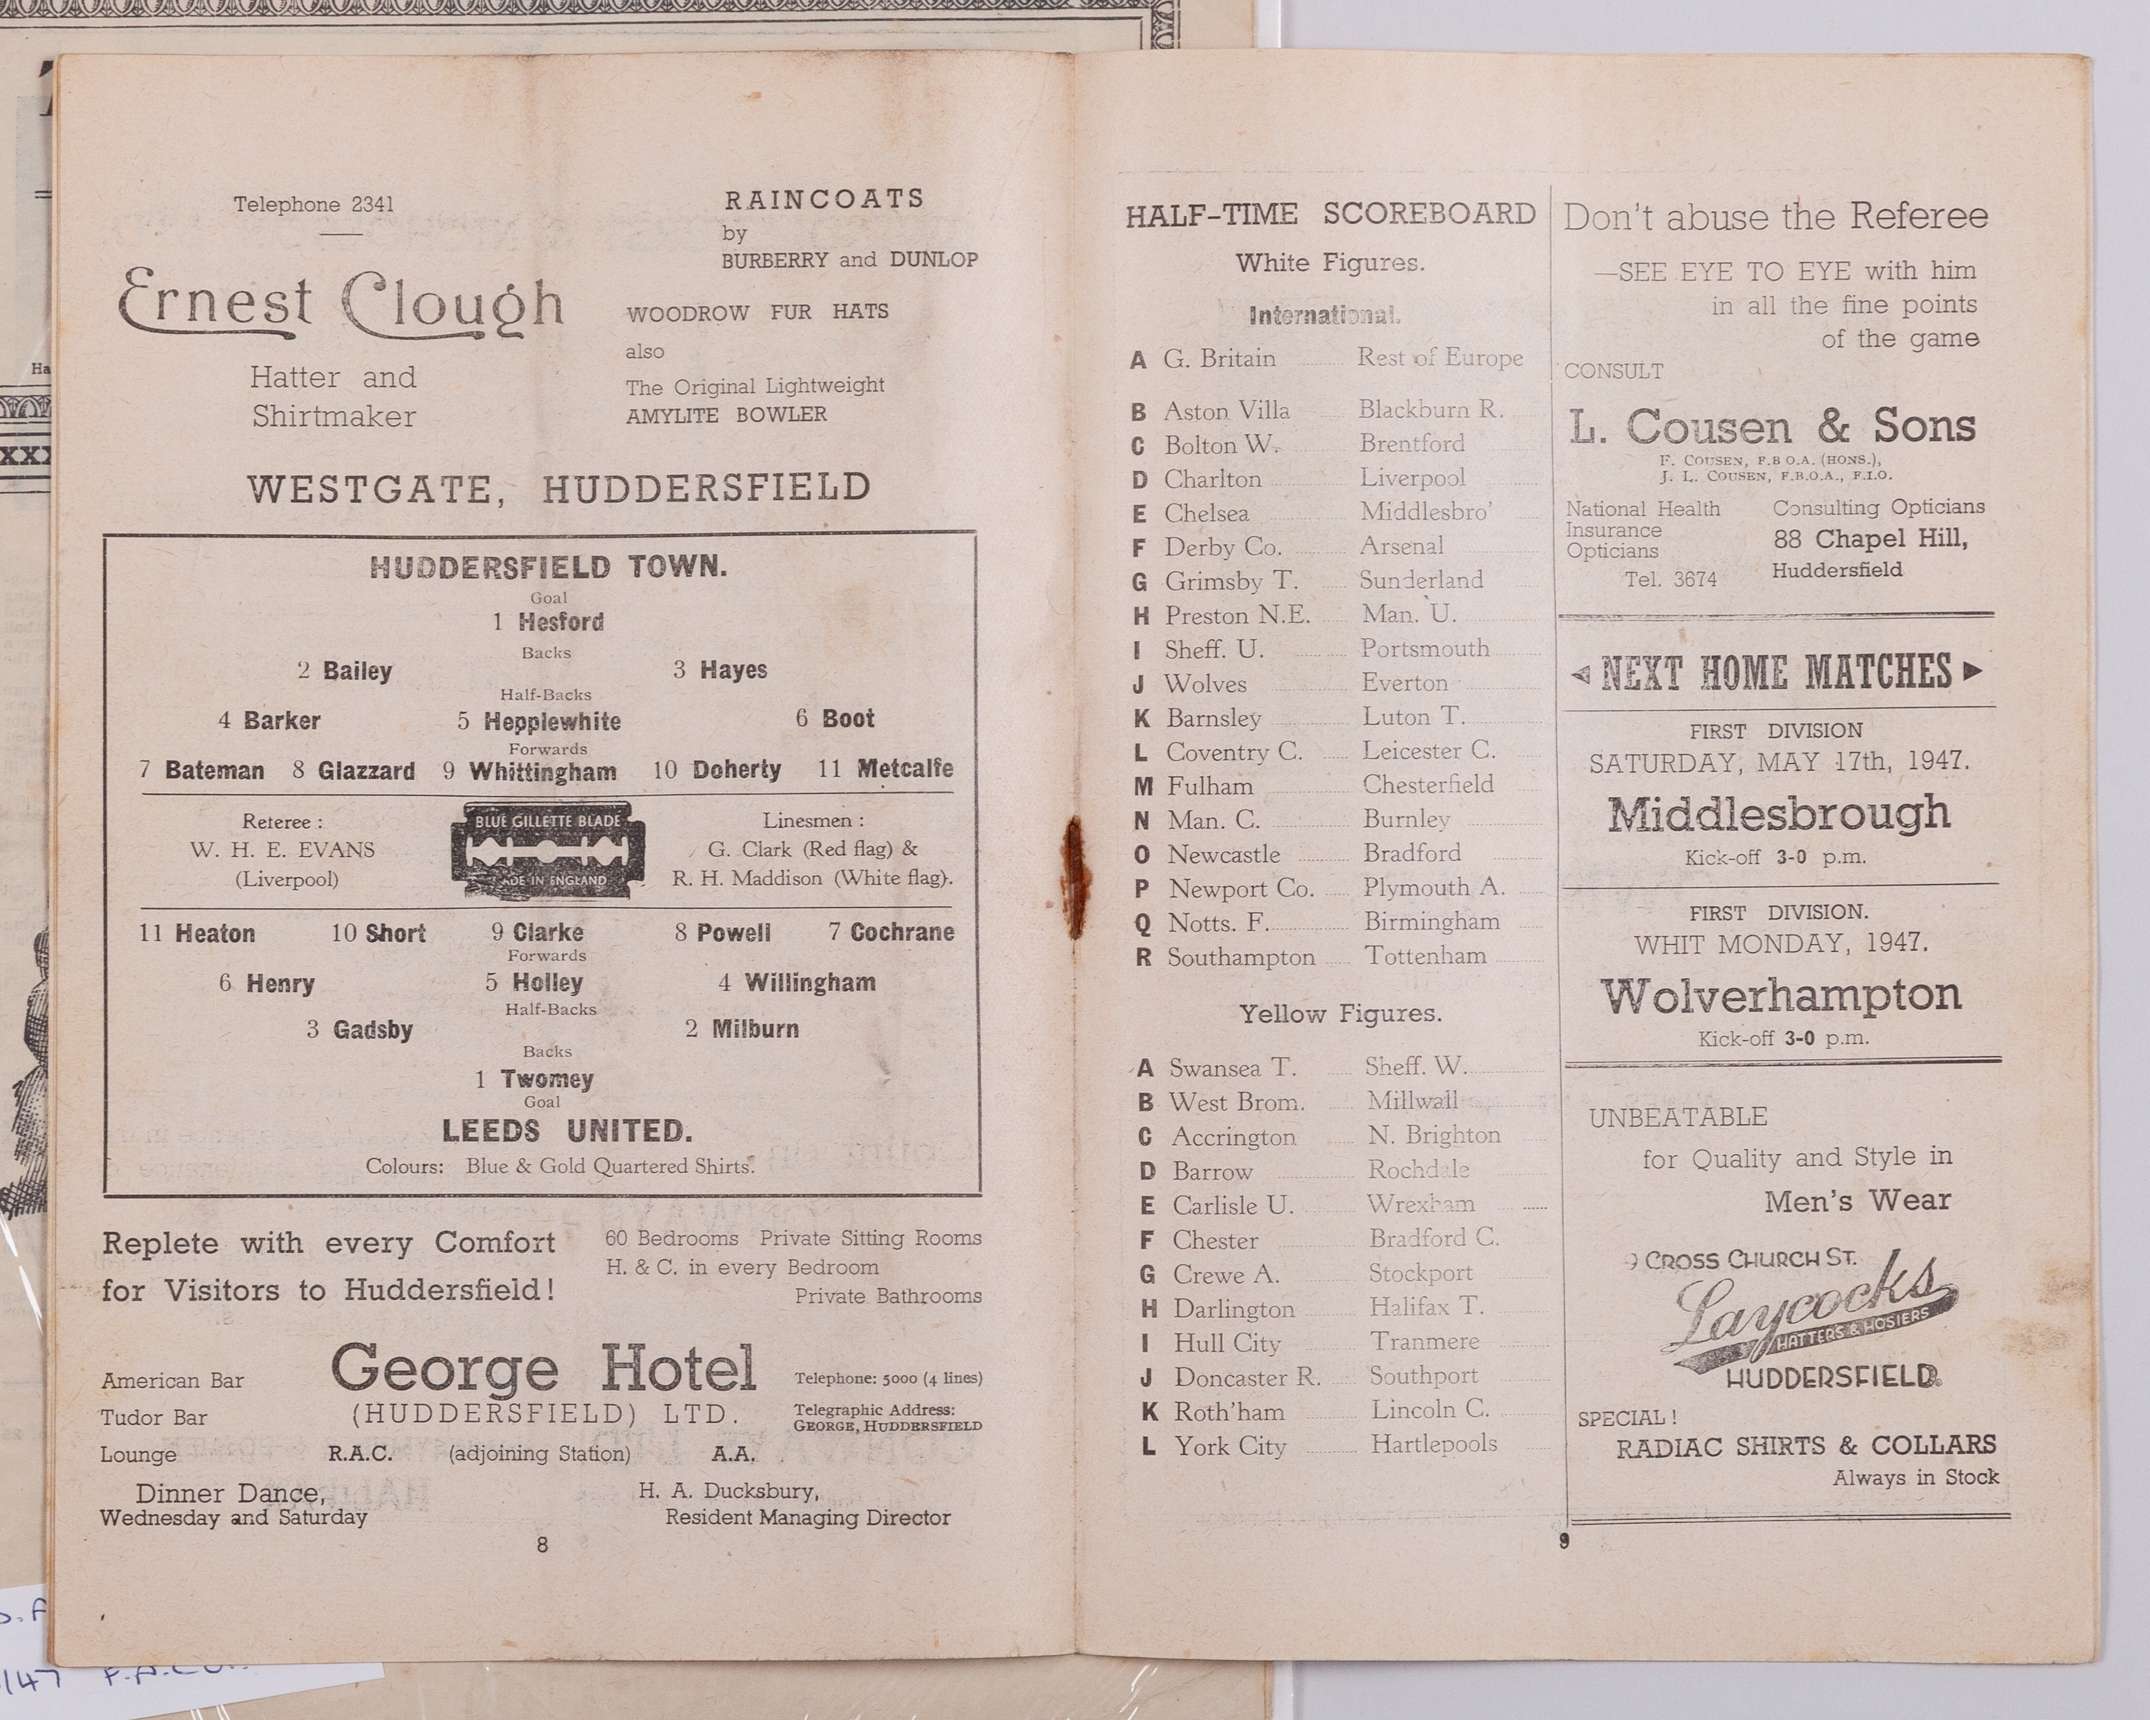 Telephone 2341
Ernest Clough
Hatter and
Shirtmaker
RAINCOATS
by
BURBERRY and DUNLOP
WOODROW FUR HATS
also
The Original Lightweight
AMYLITE BOWLER
WESTGATE, HUDDERSFIELD
HUDDERSFIELD TOWN.
Goal
1 Hesford
Backs
2 Bailey 3 Hayes
Half-Backs
4 Barker 5 Hepplewhite 6 Boot
Forwards
7 Bateman 8 Glazzard 9 Whittingham 10 Doherty 11 Metcalfe
Reteree :
W. H. E. EVANS
(Liverpool)
BLUE GILLETTE BLADE
MADE IN ENGLAND
Linesmen :
G. Clark (Red flag) &
R. H. Maddison (White flag).
11 Heaton 10 Short 9 Clarke 8 Powell 7 Cochrane
Forwards
6 Henry 5 Holley 4 Willingham
Half-Backs
3 Gadsby 2 Milburn
Backs
1 Twomey
Goal
LEEDS UNITED.
Colours: Blue & Gold Quartered Shirts.
Replete with every Comfort
for Visitors to Huddersfield!
60 Bedrooms Private Sitting Rooms
H. & C. in every Bedroom
Private Bathrooms
American Bar
Tudor Bar
Lounge
George Hotel
(HUDDERSFIELD) LTD.
R.A.C. (adjoining Station) A.A.
Telephone: 5000 (4 lines)
Telegraphic Address:
GEORGE, HUDDERSFIELD
Dinner Dance,
Wednesday and Saturday
H. A. Ducksbury,
Resident Managing Director
8
HALF-TIME SCOREBOARD
White Figures.
International.
A G. Britain Rest of Europe
B Aston Villa Blackburn R.
C Bolton W. Brentford
D Charlton Liverpool
E Chelsea Middlesbro'
F Derby Co. Arsenal
G Grimsby T. Sunderland
H Preston N.E. Man. U.
I Sheff. U. Portsmouth
J Wolves Everton
K Barnsley Luton T.
L Coventry C. Leicester C.
M Fulham Chesterfield
N Man. C. Burnley
O Newcastle Bradford
P Newport Co. Plymouth A.
Q Notts. F. Birmingham
R Southampton Tottenham
Yellow Figures.
A Swansea T. Sheff. W.
B West Brom. Millwall
C Accrington N. Brighton
D Barrow Rochdale
E Carlisle U. Wrexham
F Chester Bradford C.
G Crewe A. Stockport
H Darlington Halifax T.
I Hull City Tranmere
J Doncaster R. Southport
K Roth'ham Lincoln C.
L York City Hartlepools
Don't abuse the Referee
—SEE EYE TO EYE with him
in all the fine points
of the game
CONSULT
L. Cousen & Sons
F. COUSEN, F.B O.A. (HONS.),
J. L. COUSEN, F.B.O.A., F.I.O.
National Health
Insurance
Opticians
Tel. 3674
Consulting Opticians
88 Chapel Hill,
Huddersfield
NEXT HOME MATCHES
FIRST DIVISION
SATURDAY, MAY 17th, 1947.
Middlesbrough
Kick-off 3-0 p.m.
FIRST DIVISION.
WHIT MONDAY, 1947.
Wolverhampton
Kick-off 3-0 p.m.
UNBEATABLE
for Quality and Style in
Men's Wear
9 CROSS CHURCH ST.
Laycocks
HATTERS & HOSIERS
HUDDERSFIELD.
SPECIAL!
RADIAC SHIRTS & COLLARS
Always in Stock
9